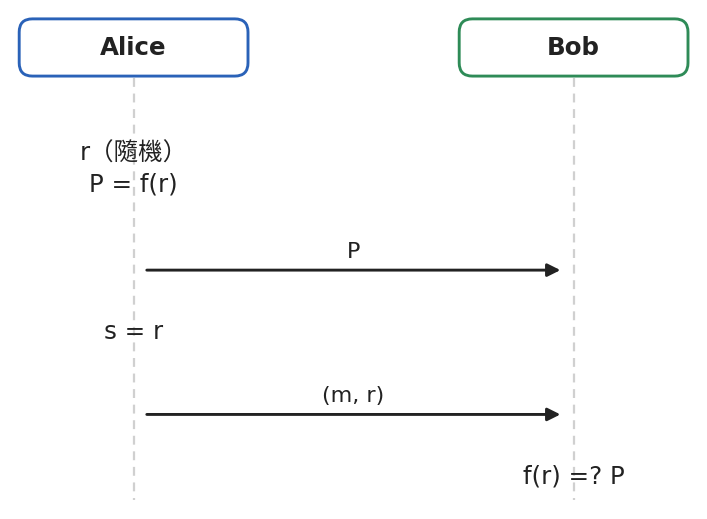 Alice
Bob
r（隨機）
P = f(r)
P
s = r
(m, r)
f(r) =? P